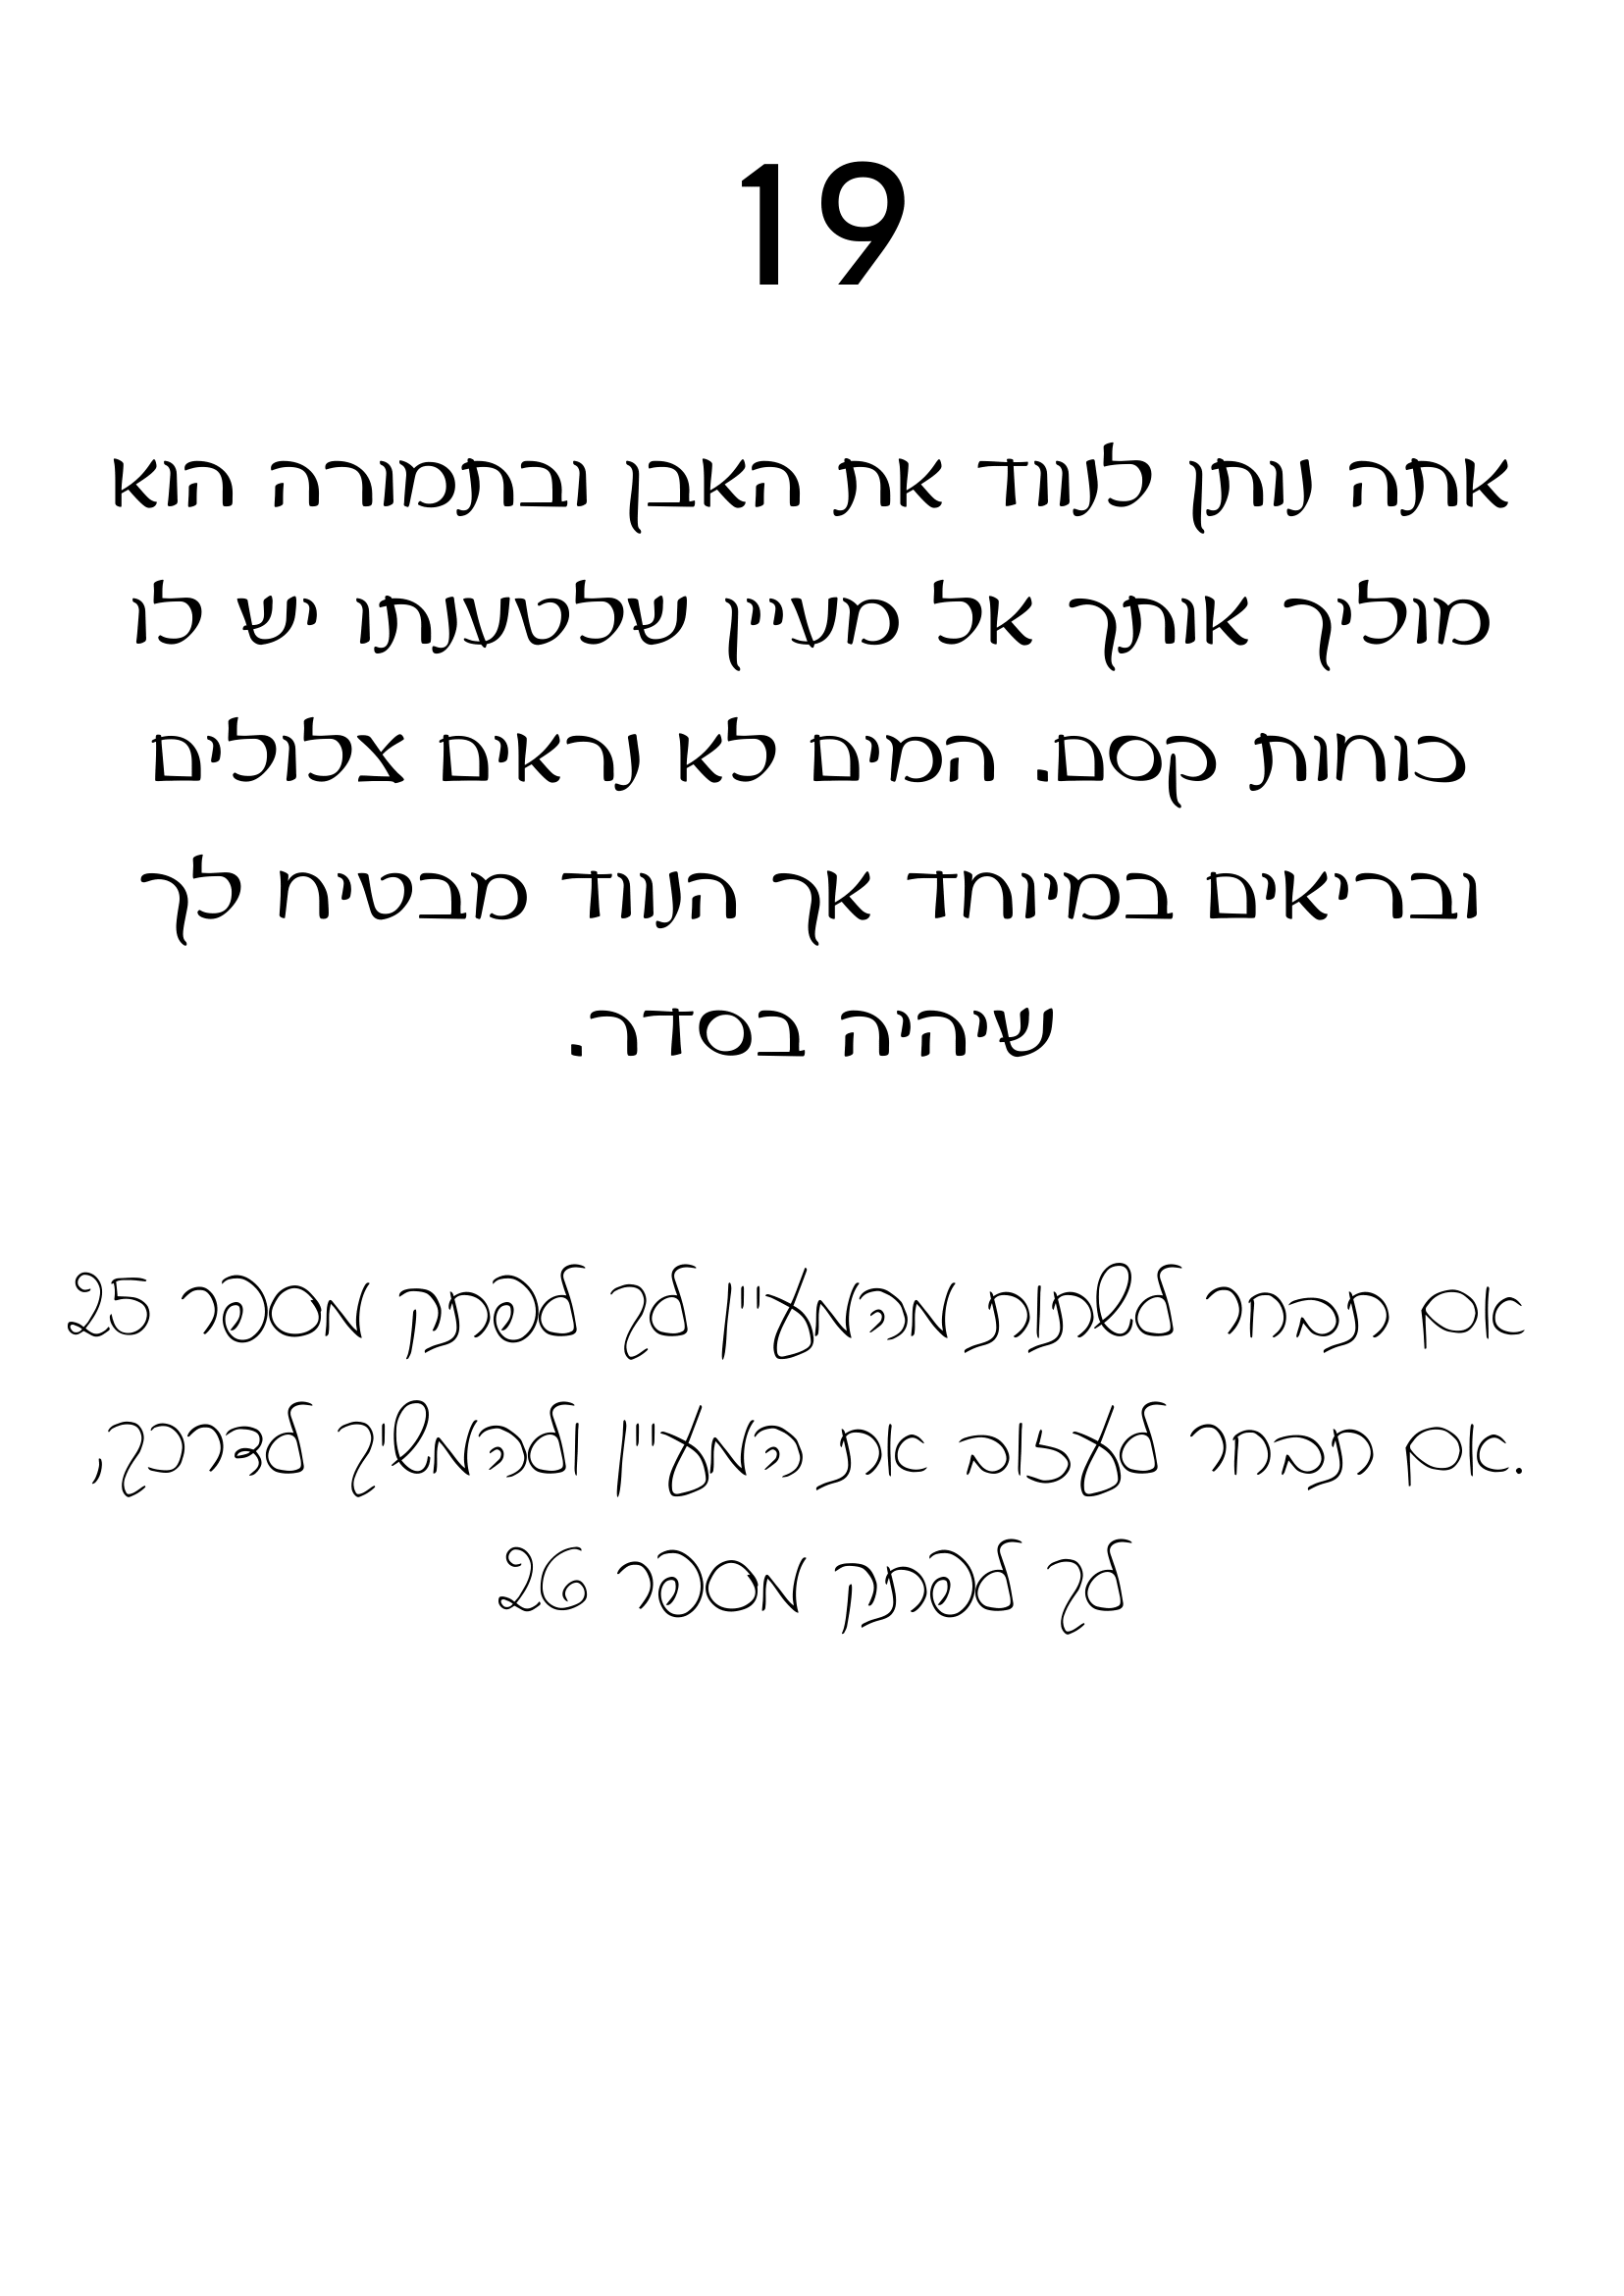 19
אתה נותן לנווד את האבן ובתמורה הוא
מוליך אותך אל מעיין שלטענתו יש לו
כוחות קסם. המים לא נראים צלולים
ובריאים במיוחד אך הנווד מבטיח לך
שיהיה בסדר.
אם תבחר לשתות מהמעיין לך לפתק מספר 25
.אם תבחר לעזוב את המעיין ולהמשיך לדרכך,
לך לפתק מספר 26